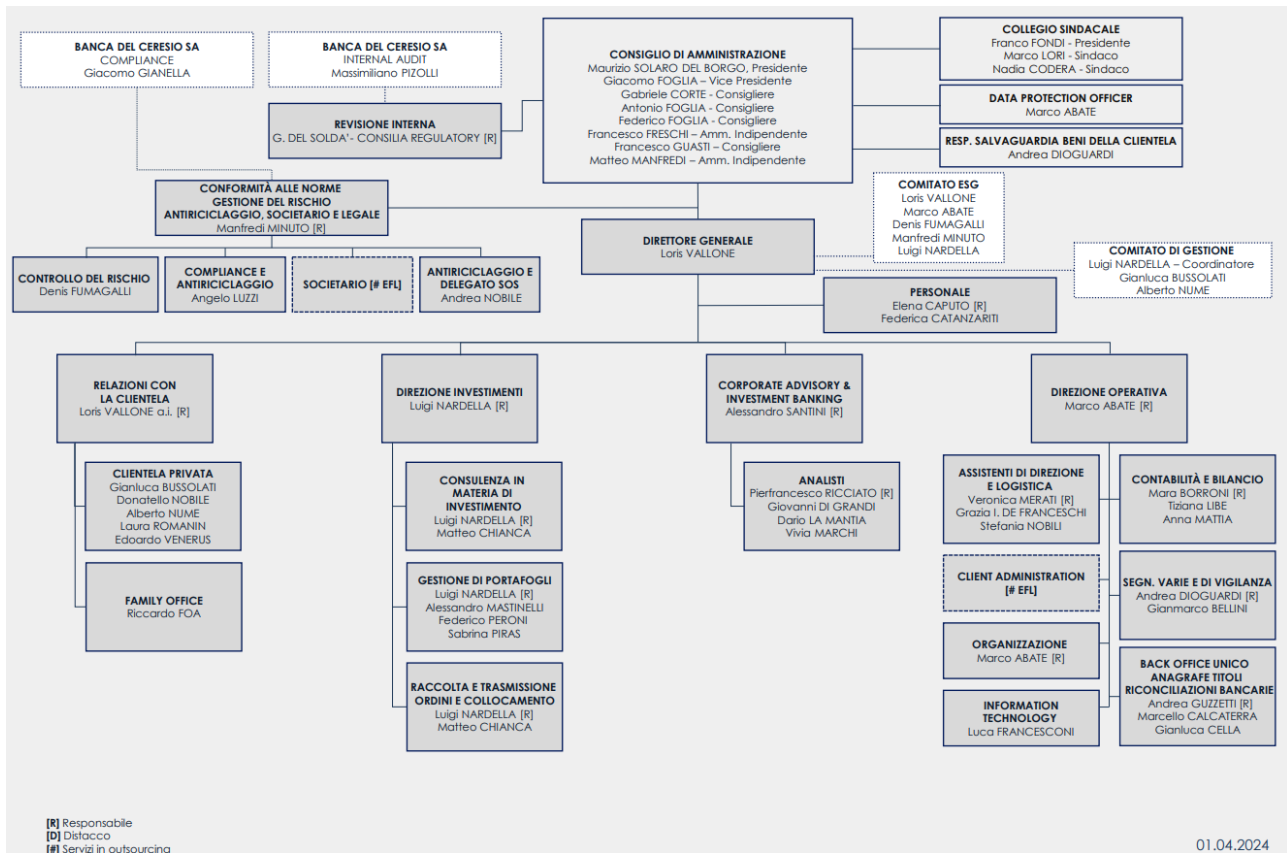 BANCA DEL CERESIO SA
COMPLIANCE
Giacomo GIANELLA
BANCA DEL CERESIO SA
INTERNAL AUDIT
Massimiliano PIZOLLI
CONSIGLIO DI AMMINISTRAZIONE
Maurizio SOLARO DEL BORGO, Presidente
Giacomo FOGLIA – Vice Presidente
Gabriele CORTE - Consigliere
Antonio FOGLIA - Consigliere
Federico FOGLIA - Consigliere
Francesco FRESCHI – Amm. Indipendente
Francesco GUASTI – Consigliere
Matteo MANFREDI – Amm. Indipendente
COLLEGIO SINDACALE
Franco FONDI - Presidente
Marco LORI - Sindaco
Nadia CODERA - Sindaco
DATA PROTECTION OFFICER
Marco ABATE
RESP. SALVAGUARDIA BENI DELLA CLIENTELA
Andrea DIOGUARDI
REVISIONE INTERNA
G. DEL SOLDA'- CONSILIA REGULATORY [R]
CONFORMITÀ ALLE NORME
GESTIONE DEL RISCHIO
ANTIRICICLAGGIO, SOCIETARIO E LEGALE
Manfredi MINUTO [R]
COMITATO ESG
Loris VALLONE
Marco ABATE
Denis FUMAGALLI
Manfredi MINUTO
Luigi NARDELLA
DIRETTORE GENERALE
Loris VALLONE
COMITATO DI GESTIONE
Luigi NARDELLA – Coordinatore
Gianluca BUSSOLATI
Alberto NUME
CONTROLLO DEL RISCHIO
Denis FUMAGALLI
COMPLIANCE E
ANTIRICICLAGGIO
Angelo LUZZI
SOCIETARIO [# EFL]
ANTIRICICLAGGIO E
DELEGATO SOS
Andrea NOBILE
PERSONALE
Elena CAPUTO [R]
Federica CATANZARITI
RELAZIONI CON
LA CLIENTELA
Loris VALLONE a.i. [R]
DIREZIONE INVESTIMENTI
Luigi NARDELLA [R]
CORPORATE ADVISORY &
INVESTMENT BANKING
Alessandro SANTINI [R]
DIREZIONE OPERATIVA
Marco ABATE [R]
CLIENTELA PRIVATA
Gianluca BUSSOLATI
Donatello NOBILE
Alberto NUME
Laura ROMANIN
Edoardo VENERUS
FAMILY OFFICE
Riccardo FOA
CONSULENZA IN
MATERIA DI
INVESTIMENTO
Luigi NARDELLA [R]
Matteo CHIANCA
GESTIONE DI PORTAFOGLI
Luigi NARDELLA [R]
Alessandro MASTINELLI
Federico PERONI
Sabrina PIRAS
RACCOLTA E TRASMISSIONE
ORDINI E COLLOCAMENTO
Luigi NARDELLA [R]
Matteo CHIANCA
ANALISTI
Pierfrancesco RICCIATO [R]
Giovanni DI GRANDI
Dario LA MANTIA
Vivia MARCHI
ASSISTENTI DI DIREZIONE
E LOGISTICA
Veronica MERATI [R]
Grazia I. DE FRANCESCHI
Stefania NOBILI
CONTABILITÀ E BILANCIO
Mara BORRONI [R]
Tiziana LIBE
Anna MATTIA
CLIENT ADMINISTRATION
[# EFL]
SEGN. VARIE E DI VIGILANZA
Andrea DIOGUARDI [R]
Gianmarco BELLINI
ORGANIZZAZIONE
Marco ABATE [R]
BACK OFFICE UNICO
ANAGRAFE TITOLI
RICONCILIAZIONI BANCARIE
Andrea GUZZETTI [R]
Marcello CALCATERRA
Gianluca CELLA
INFORMATION
TECHNOLOGY
Luca FRANCESCONI
[R] Responsabile
[D] Distacco
[#] Servizi in outsourcing
01.04.2024